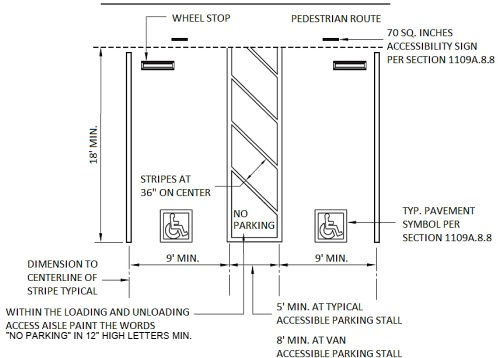 WHEEL STOP
PEDESTRIAN ROUTE
70 SQ. INCHES
ACCESSIBILITY SIGN
PER SECTION 1109A.8.8
18' MIN.
STRIPES AT
36" ON CENTER
NO
PARKING
TYP. PAVEMENT
SYMBOL PER
SECTION 1109A.8.8
DIMENSION TO
CENTERLINE OF
STRIPE TYPICAL
9' MIN.
9' MIN.
WITHIN THE LOADING AND UNLOADING
ACCESS AISLE PAINT THE WORDS
"NO PARKING" IN 12" HIGH LETTERS MIN.
5' MIN. AT TYPICAL
ACCESSIBLE PARKING STALL
8' MIN. AT VAN
ACCESSIBLE PARKING STALL